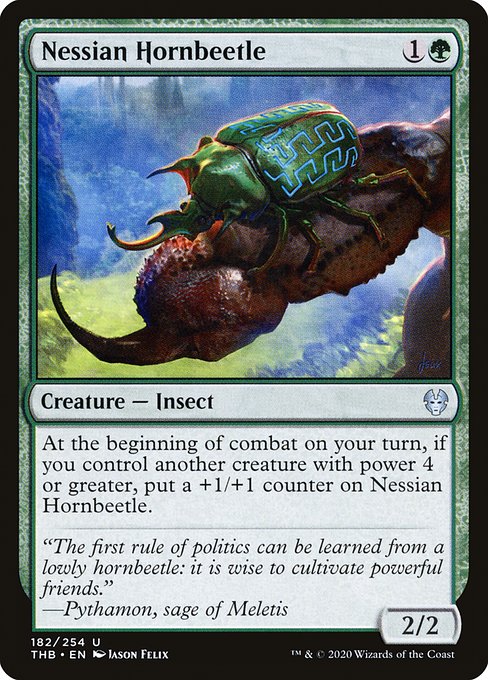 Nessian Hornbeetle 1
Creature — Insect
At the beginning of combat on your turn, if
you control another creature with power 4
or greater, put a +1/+1 counter on Nessian
Hornbeetle.
“The first rule of politics can be learned from a
lowly hornbeetle: it is wise to cultivate powerful
friends.”
—Pythamon, sage of Meletis
2/2
182/254 U
THB • EN Jason Felix
™ & © 2020 Wizards of the Coast